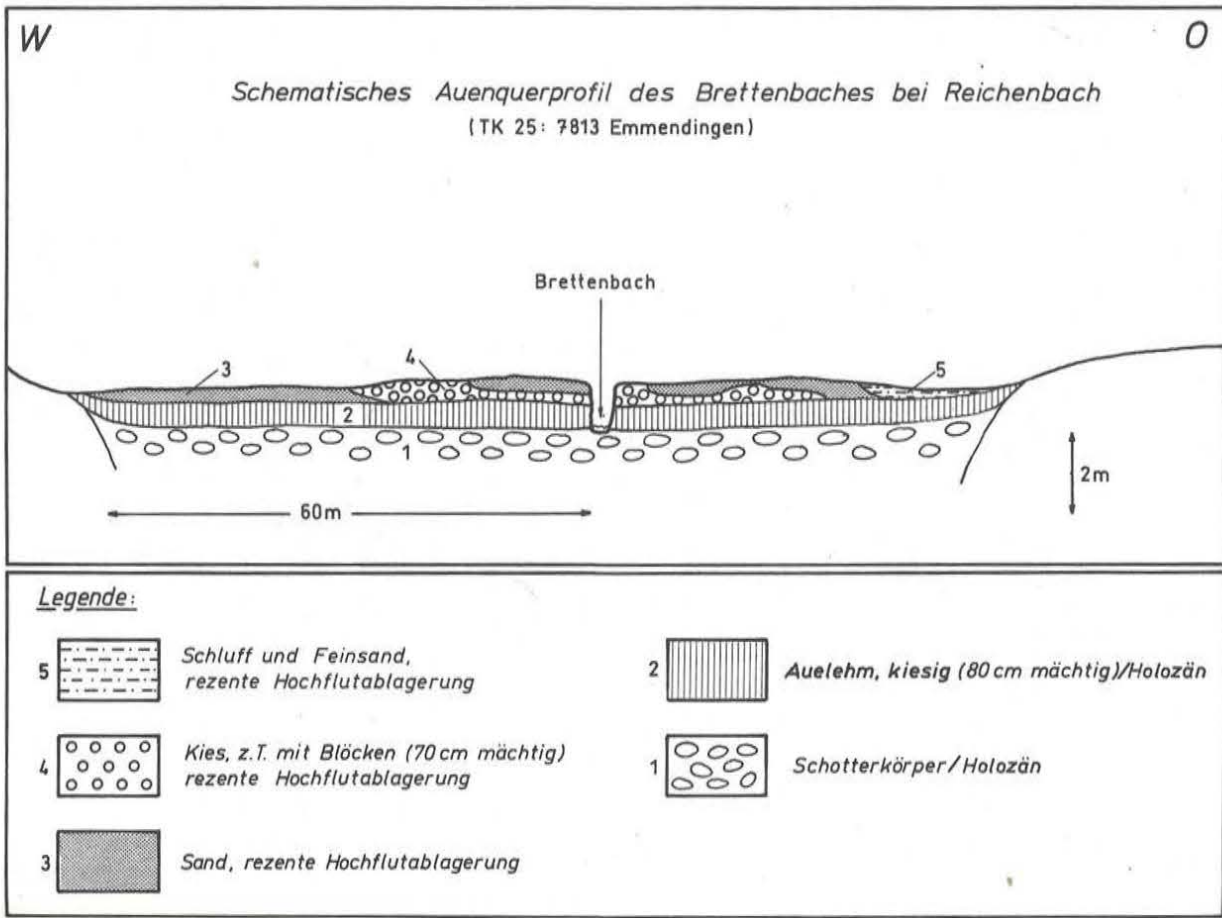 W
O
Schematisches Auenquerprofil des Brettenbaches bei Reichenbach
(TK 25: 7813 Emmendingen)
Brettenbach
3
4
5
2
1
2m
60m
Legende:
5
Schluff und Feinsand,
rezente Hochflutablagerung
4
Kies, z.T. mit Blöcken (70 cm mächtig)
rezente Hochflutablagerung
3
Sand, rezente Hochflutablagerung
2
Auelehm, kiesig (80 cm mächtig)/Holozän
1
Schotterkörper/Holozän